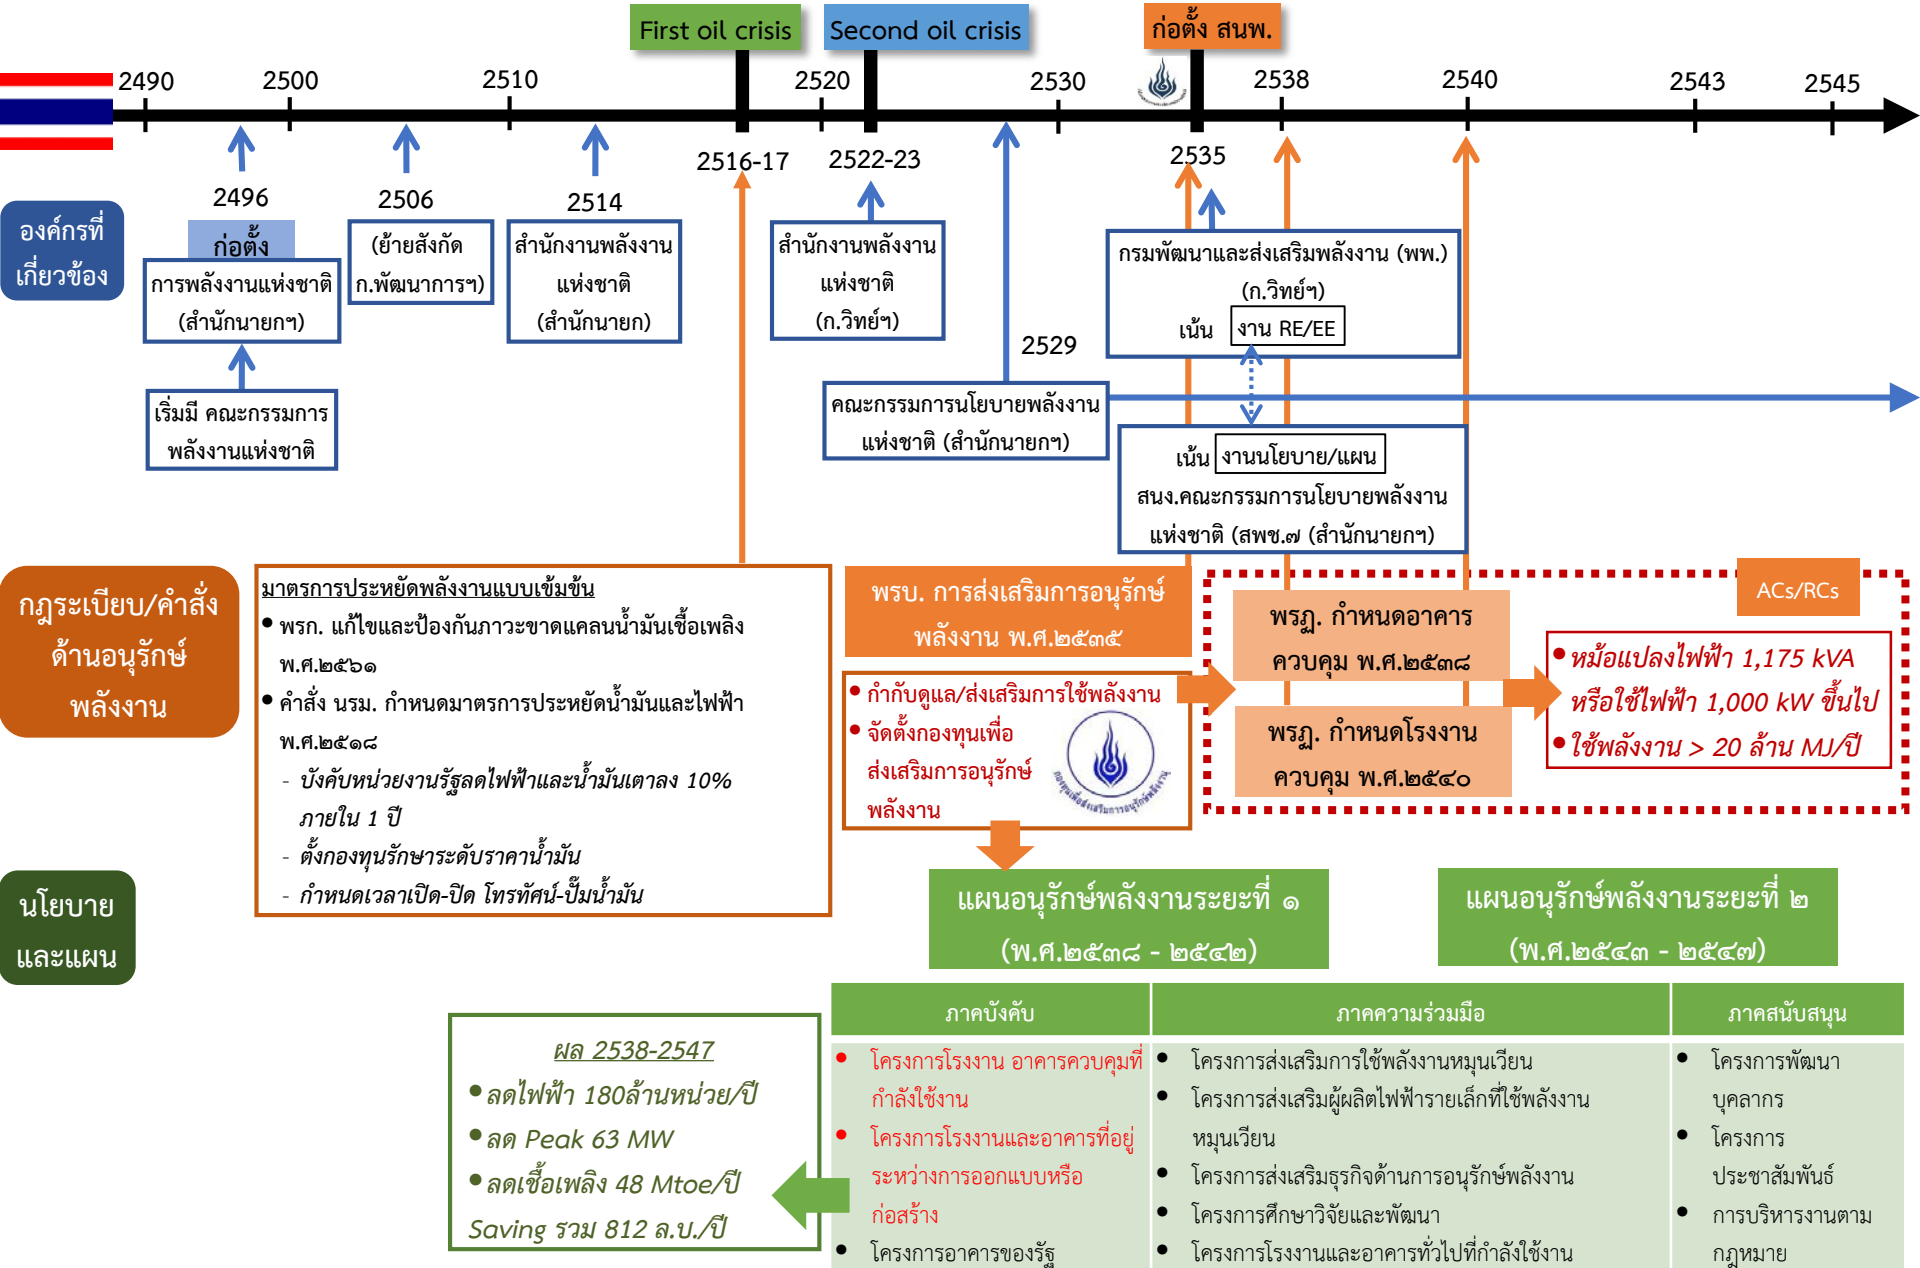 First oil crisis
Second oil crisis
ก่อตั้ง สนพ.
2490
2500
2510
2520
2530
2538
2540
2543
2545
2516-17
2522-23
2535
2496
2506
2514
องค์กรที่
เกี่ยวข้อง
ก่อตั้ง
การพลังงานแห่งชาติ
(สำนักนายกฯ)
(ย้ายสังกัด
ก.พัฒนาการฯ)
สำนักงานพลังงาน
แห่งชาติ
(สำนักนายก)
สำนักงานพลังงาน
แห่งชาติ
(ก.วิทย์ฯ)
กรมพัฒนาและส่งเสริมพลังงาน (พพ.)
(ก.วิทย์ฯ)
เน้น งาน RE/EE
2529
เริ่มมี คณะกรรมการ
พลังงานแห่งชาติ
คณะกรรมการนโยบายพลังงาน
แห่งชาติ (สำนักนายกฯ)
เน้น งานนโยบาย/แผน
สนง.คณะกรรมการนโยบายพลังงาน
แห่งชาติ (สพช.๗ (สำนักนายกฯ)
กฎระเบียบ/คำสั่ง
ด้านอนุรักษ์
พลังงาน
มาตรการประหยัดพลังงานแบบเข้มข้น
● พรก. แก้ไขและป้องกันภาวะขาดแคลนน้ำมันเชื้อเพลิง
พ.ศ.๒๕๖๑
● คำสั่ง นรม. กำหนดมาตรการประหยัดน้ำมันและไฟฟ้า
พ.ศ.๒๕๑๘
- บังคับหน่วยงานรัฐลดไฟฟ้าและน้ำมันเตาลง 10%
ภายใน 1 ปี
- ตั้งกองทุนรักษาระดับราคาน้ำมัน
- กำหนดเวลาเปิด-ปิด โทรทัศน์-ปั๊มน้ำมัน
พรบ. การส่งเสริมการอนุรักษ์
พลังงาน พ.ศ.๒๕๓๕
● กำกับดูแล/ส่งเสริมการใช้พลังงาน
● จัดตั้งกองทุนเพื่อ
ส่งเสริมการอนุรักษ์
พลังงาน
กองทุนเพื่อส่งเสริมการอนุรักษ์พลังงาน
พรฎ. กำหนดอาคาร
ควบคุม พ.ศ.๒๕๓๘
พรฎ. กำหนดโรงงาน
ควบคุม พ.ศ.๒๕๔๐
ACs/RCs
● หม้อแปลงไฟฟ้า 1,175 kVA
หรือใช้ไฟฟ้า 1,000 kW ขึ้นไป
● ใช้พลังงาน > 20 ล้าน MJ/ปี
นโยบาย
และแผน
แผนอนุรักษ์พลังงานระยะที่ ๑
(พ.ศ.๒๕๓๘ - ๒๕๔๒)
แผนอนุรักษ์พลังงานระยะที่ ๒
(พ.ศ.๒๕๔๓ - ๒๕๔๗)
ผล 2538-2547
● ลดไฟฟ้า 180ล้านหน่วย/ปี
● ลด Peak 63 MW
● ลดเชื้อเพลิง 48 Mtoe/ปี
Saving รวม 812 ล.บ./ปี
ภาคบังคับ
● โครงการโรงงาน อาคารควบคุมที่
กำลังใช้งาน
● โครงการโรงงานและอาคารที่อยู่
ระหว่างการออกแบบหรือ
ก่อสร้าง
● โครงการอาคารของรัฐ
ภาคความร่วมมือ
● โครงการส่งเสริมการใช้พลังงานหมุนเวียน
● โครงการส่งเสริมผู้ผลิตไฟฟ้ารายเล็กที่ใช้พลังงาน
หมุนเวียน
● โครงการส่งเสริมธุรกิจด้านการอนุรักษ์พลังงาน
● โครงการศึกษาวิจัยและพัฒนา
● โครงการโรงงานและอาคารทั่วไปที่กำลังใช้งาน
ภาคสนับสนุน
● โครงการพัฒนา
บุคลากร
● โครงการ
ประชาสัมพันธ์
● การบริหารงานตาม
กฎหมาย